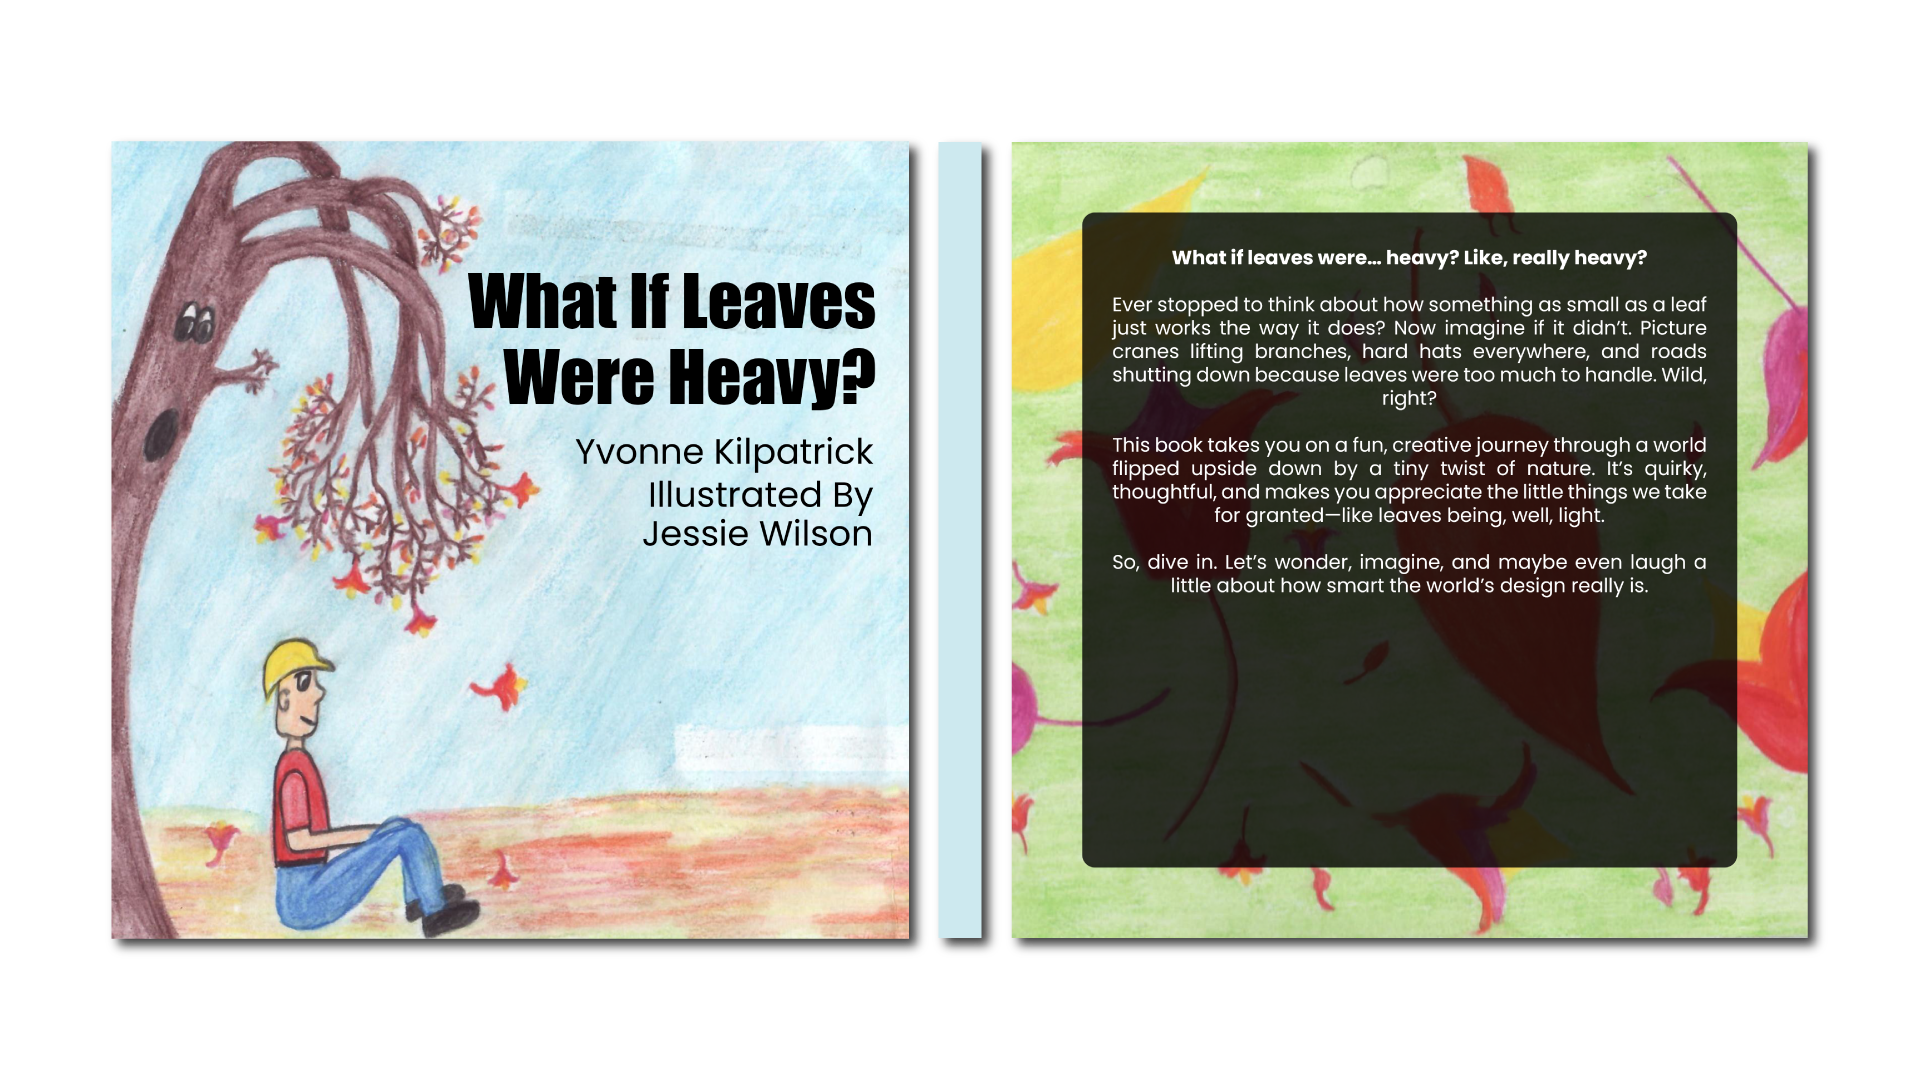 What If Leaves
Were Heavy?
Yvonne Kilpatrick
Illustrated By
Jessie Wilson
What if leaves were... heavy? Like, really heavy?
Ever stopped to think about how something as small as a leaf
just works the way it does? Now imagine if it didn’t. Picture
cranes lifting branches, hard hats everywhere, and roads
shutting down because leaves were too much to handle. Wild,
right?
This book takes you on a fun, creative journey through a world
flipped upside down by a tiny twist of nature. It’s quirky,
thoughtful, and makes you appreciate the little things we take
for granted—like leaves being, well, light.
So, dive in. Let’s wonder, imagine, and maybe even laugh a
little about how smart the world’s design really is.